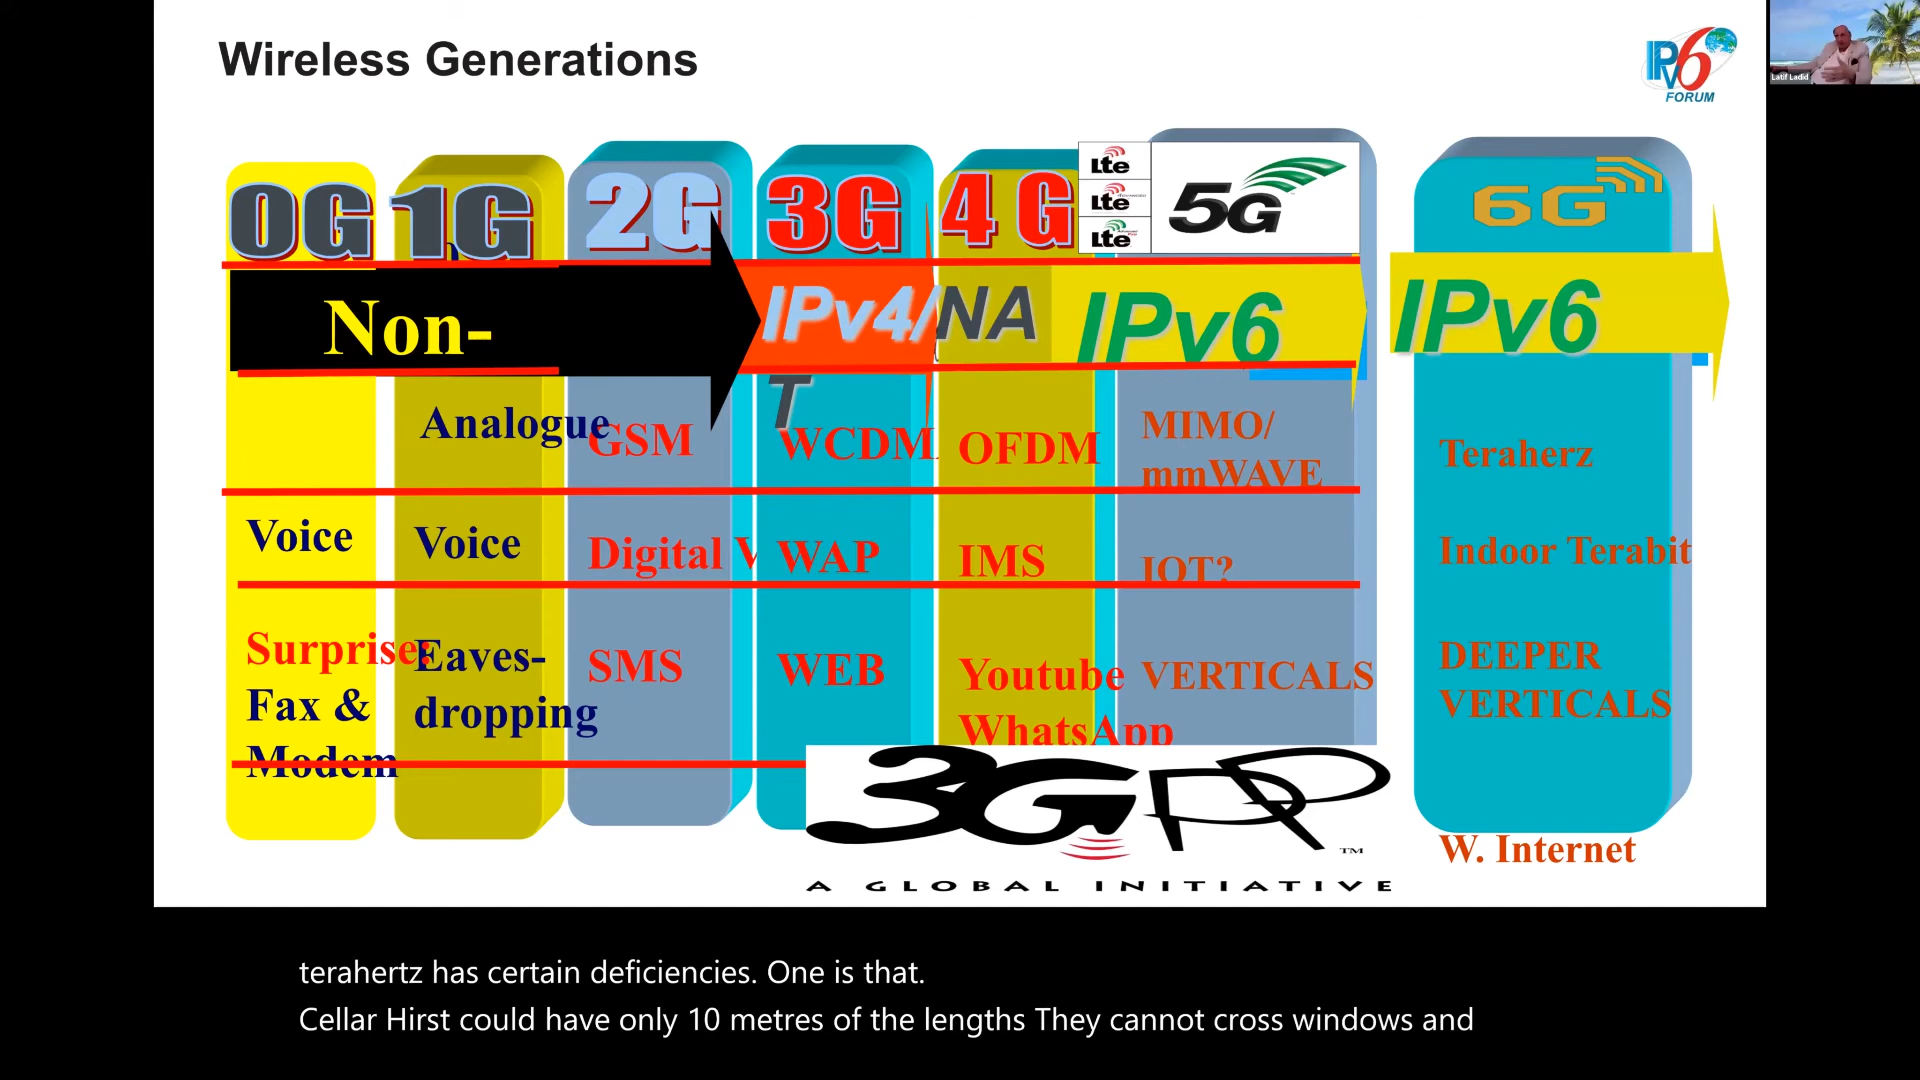 Wireless Generations
IPv6
FORUM
Latif Ladid
0G
1G
2G
3G
4 G
Lte
Lte
Lte
5G
6G
Non-
IPv4/NA
T
IPv6
IPv6
Analogue
GSM
WCDM
OFDM
MIMO/
mmWAVE
Teraherz
Voice
Voice
Digital V
WAP
IMS
IOT?
Indoor Terabit
Surprise:
Fax &
Modem
Eaves-
dropping
SMS
WEB
Youtube
WhatsApp
VERTICALS
DEEPER
VERTICALS
W. Internet
3GPP
TM
A GLOBAL INITIATIVE
terahertz has certain deficiencies. One is that.
Cellar Hirst could have only 10 metres of the lengths They cannot cross windows and